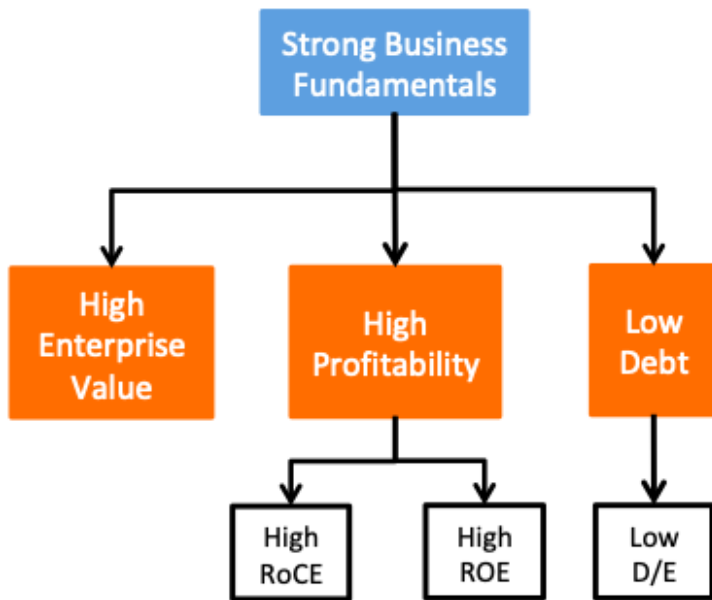 Strong Business
Fundamentals
High
Enterprise
Value
High
Profitability
Low
Debt
High
RoCE
High
ROE
Low
D/E